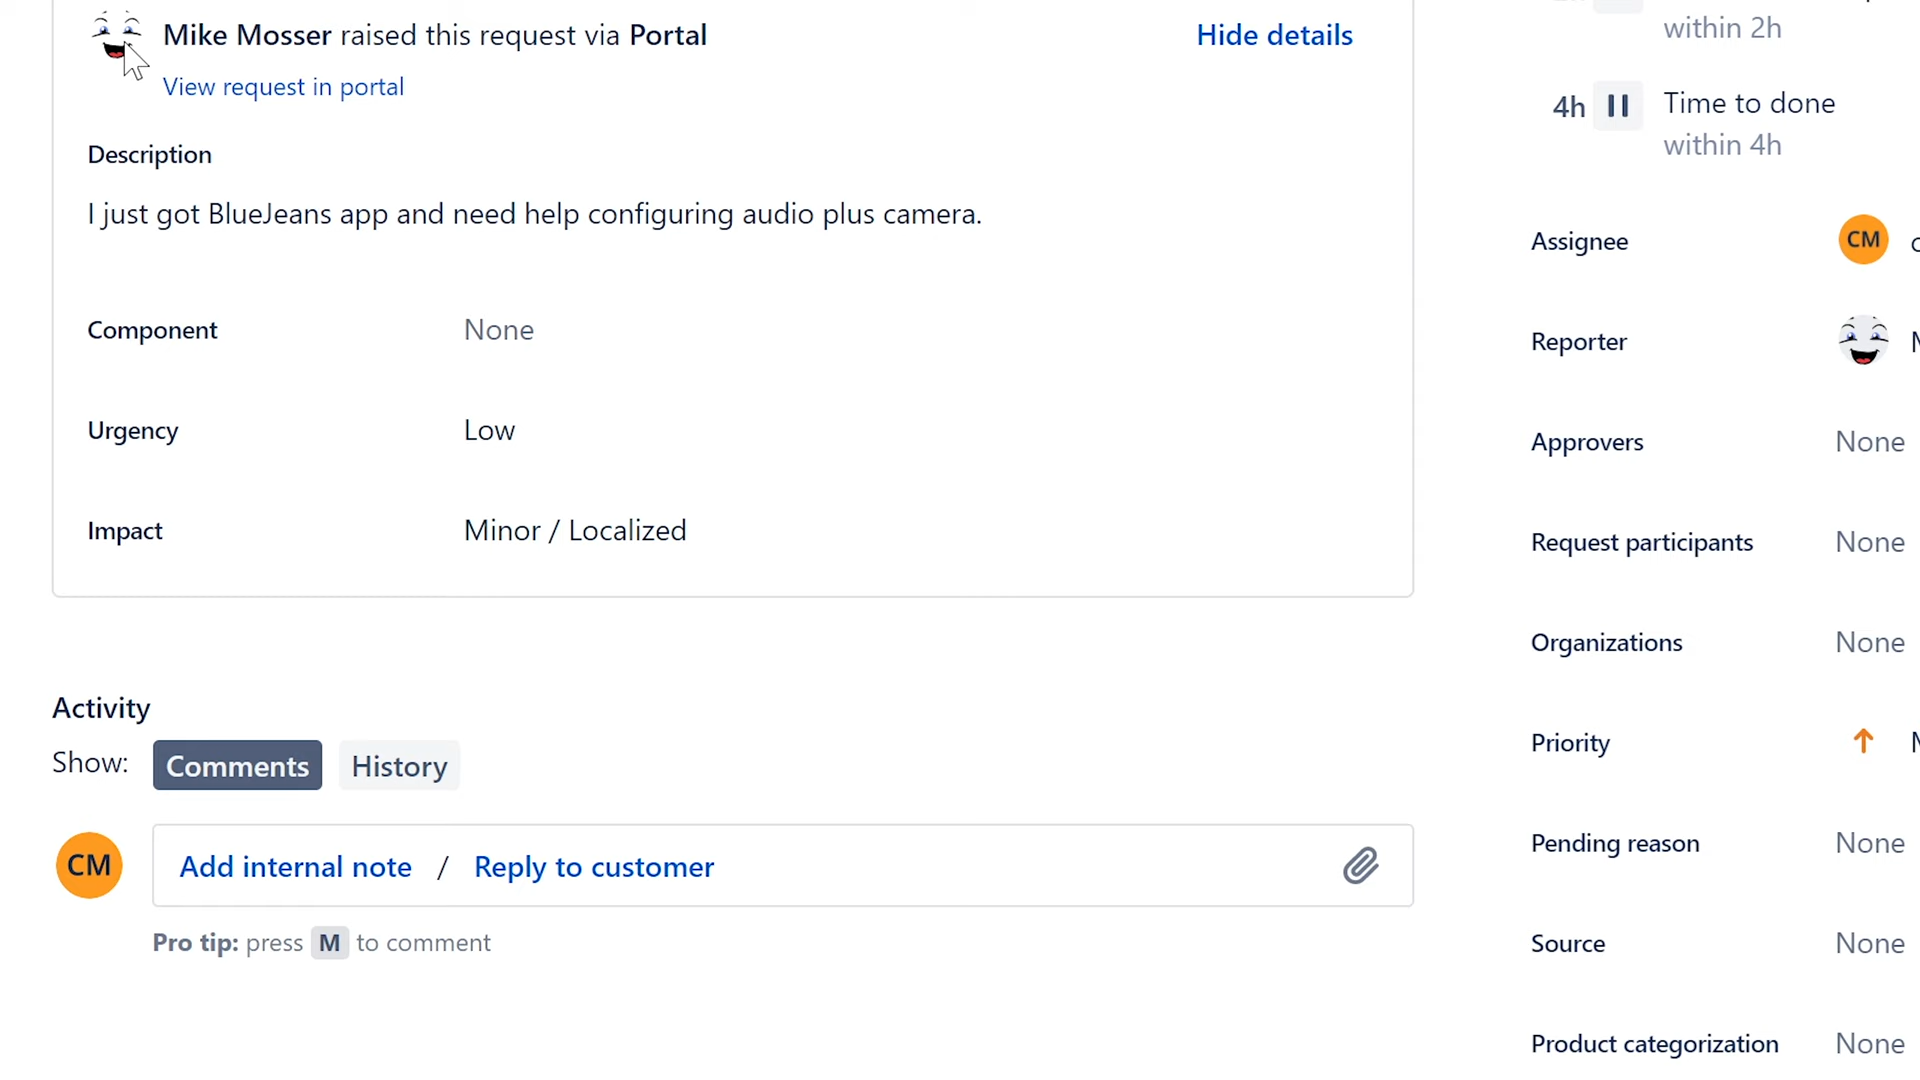 Mike Mosser raised this request via Portal
Hide details
View request in portal
Description
I just got BlueJeans app and need help configuring audio plus camera.
Component None
Urgency Low
Impact Minor / Localized
Activity
Show: Comments History
CM Add internal note / Reply to customer
Pro tip: press M to comment
within 2h
4h Time to done
within 4h
Assignee CM
Reporter
Approvers None
Request participants None
Organizations None
Priority
Pending reason None
Source None
Product categorization None